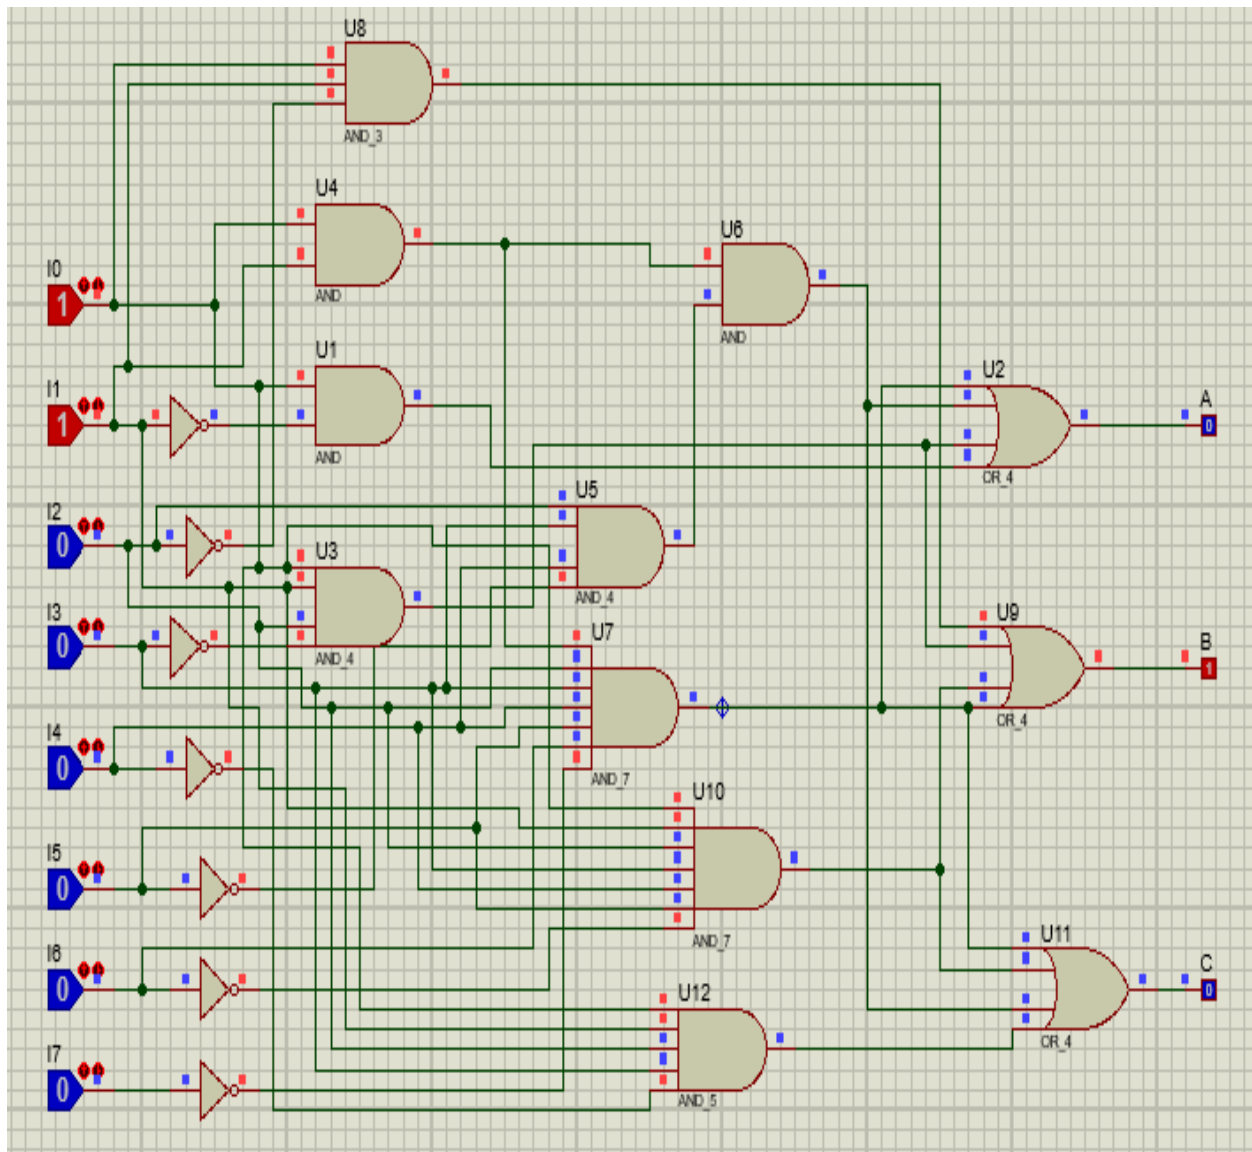 U8
AND_3
U4
AND
I0
1
U6
AND
U1
AND
I1
1
U2
OR_4
A
0
I2
0
U5
AND_4
U3
AND_4
I3
0
U7
AND_7
U9
OR_4
B
1
I4
0
U10
AND_7
I5
0
I6
0
U12
AND_5
U11
OR_4
C
0
I7
0